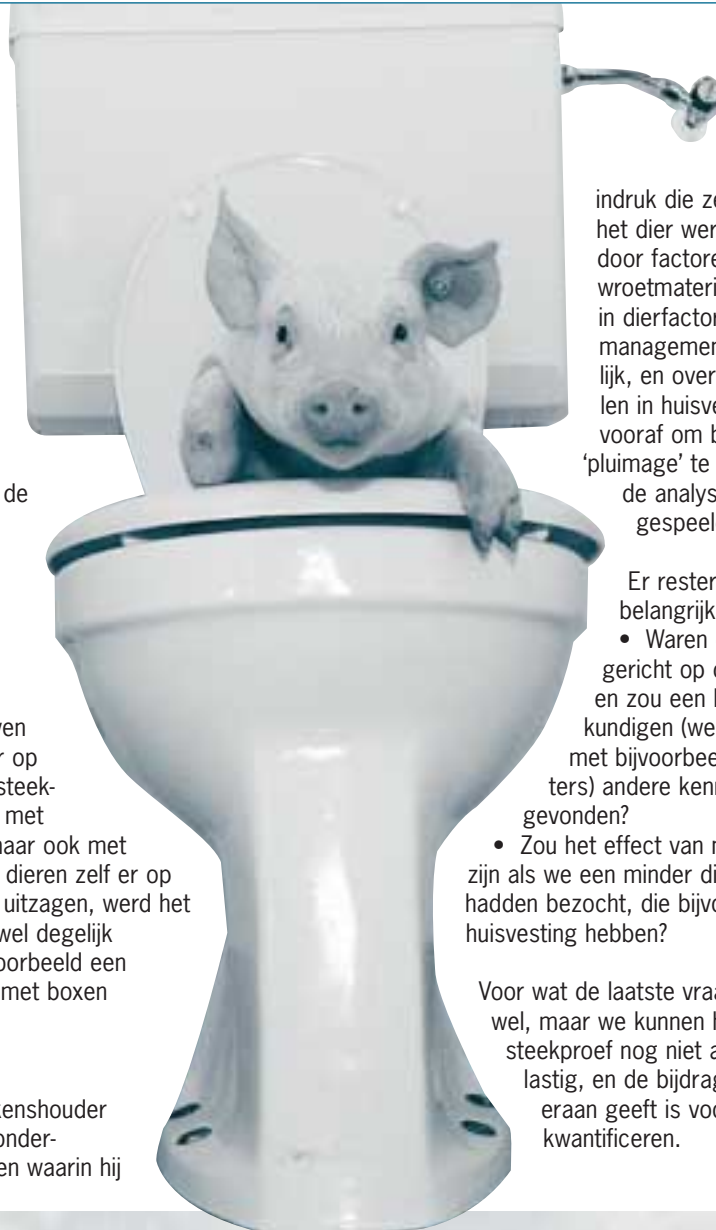 de
ven
r op
steek-
met
naar ook met
dieren zelf er op
uitzagen, werd het
wel degelijk
oorbeeld een
met boxen
kenshouder
onder-
en waarin hij
indruk die ze
het dier wer
door factore
wroetmateri
in dierfactor
managemen
lijk, en over
len in huisve
vooraf om b
‘pluimage’ te
de analys
gespeel
Er rester
belangrijk
• Waren
gericht op
en zou een
kundigen (we
met bijvoorbee
ters) andere ken
gevonden?
• Zou het effect van
zijn als we een minder di
hadden bezocht, die bijvo
huisvesting hebben?
Voor wat de laatste vraa
wel, maar we kunnen h
steekproef nog niet a
lastig, en de bijdrag
eraan geeft is voo
kwantificeren.